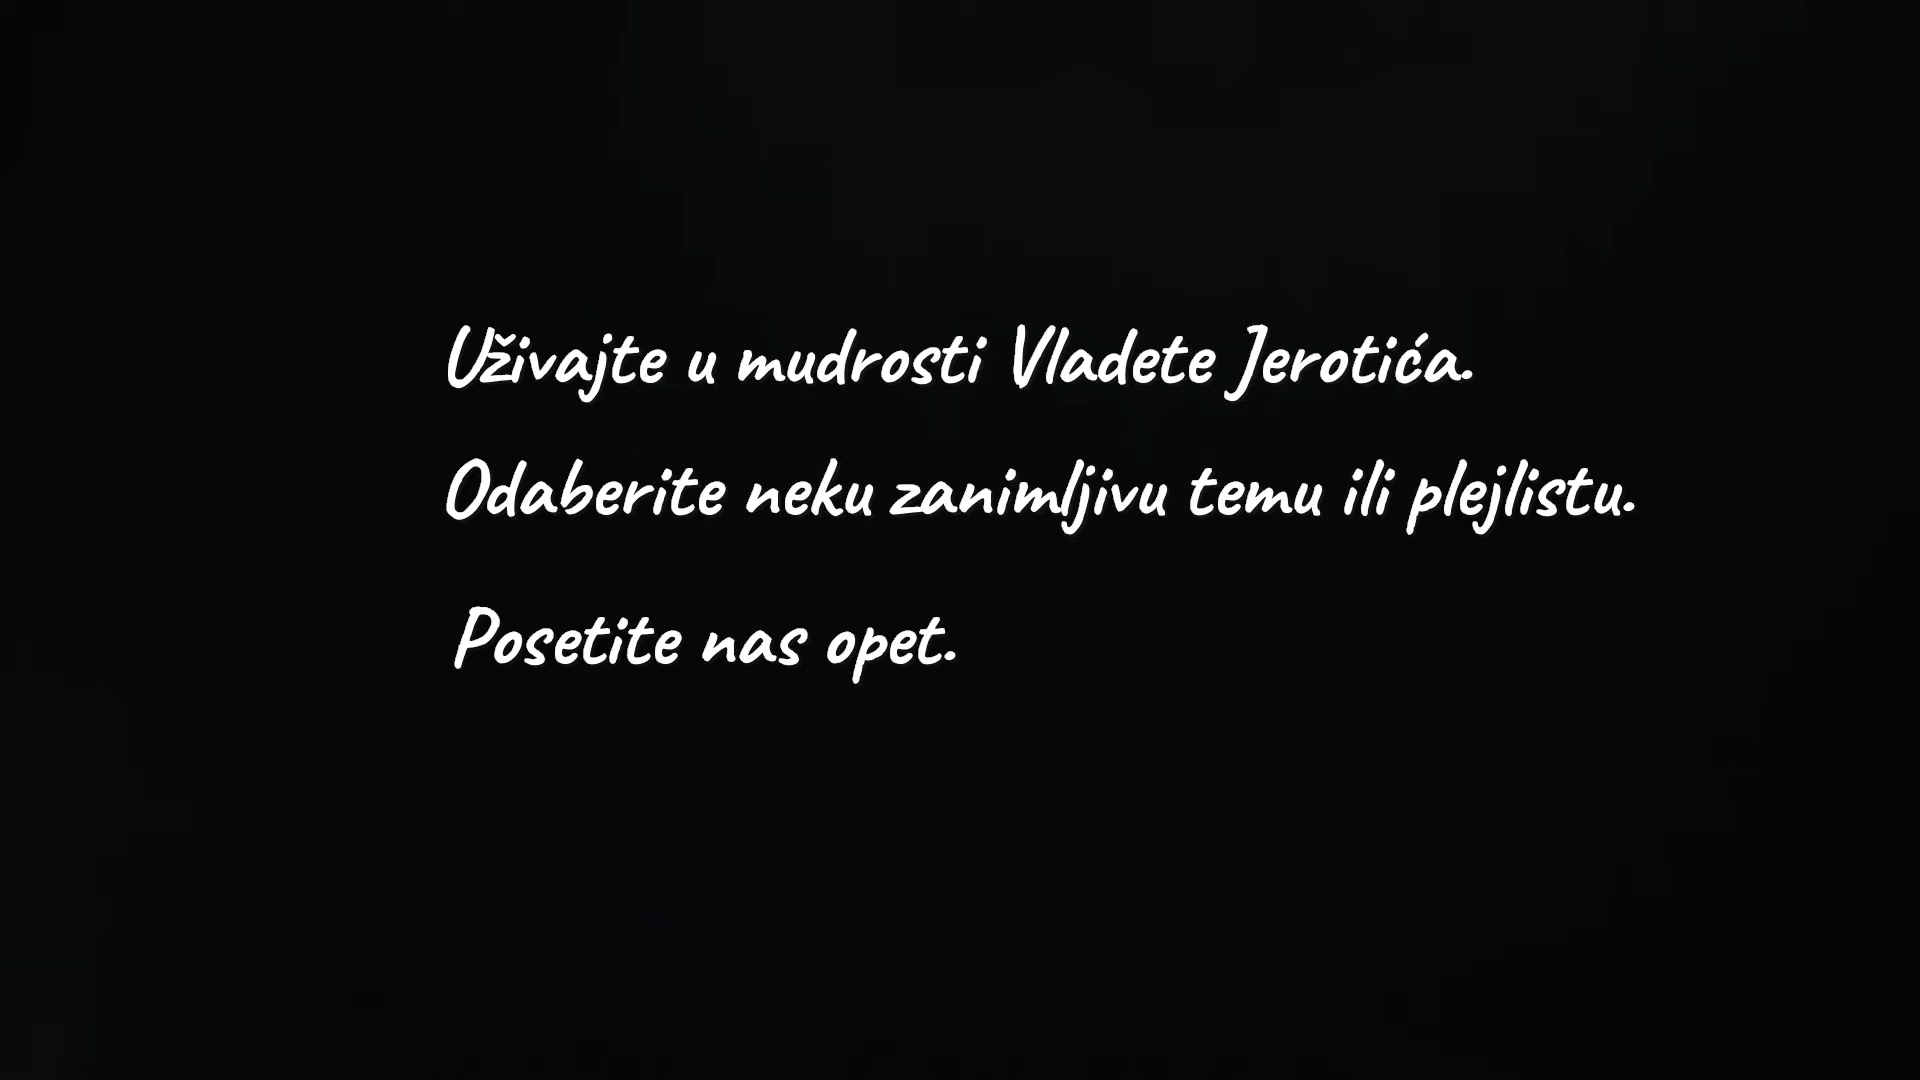 Uživajte u mudrosti Vladete Jerotića.
Odaberite neku zanimljivu temu ili plejlistu.
Posetite nas opet.